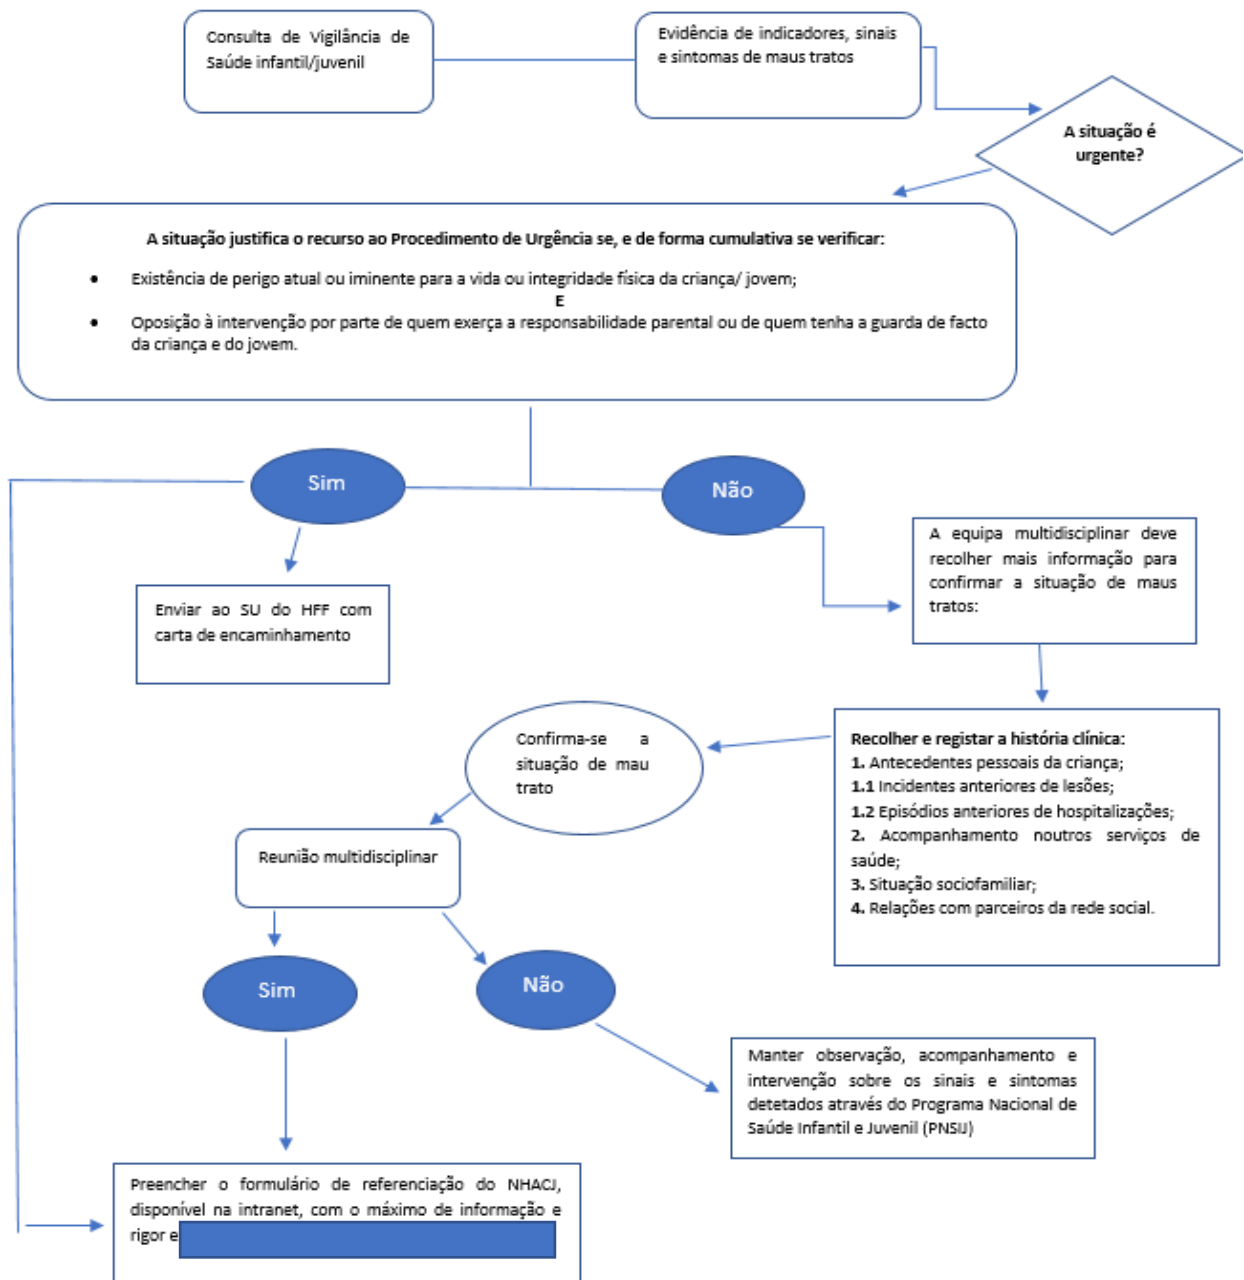 Consulta de Vigilância de
Saúde infantil/juvenil
Evidência de indicadores, sinais
e sintomas de maus tratos
A situação é
urgente?
A situação justifica o recurso ao Procedimento de Urgência se, e de forma cumulativa se verificar:
• Existência de perigo atual ou iminente para a vida ou integridade física da criança/ jovem;
E
• Oposição à intervenção por parte de quem exerça a responsabilidade parental ou de quem tenha a guarda de facto
da criança e do jovem.
Sim
Não
A equipa multidisciplinar deve
recolher mais informação para
confirmar a situação de maus
tratos:
Enviar ao SU do HFF com
carta de encaminhamento
Recolher e registar a história clínica:
1. Antecedentes pessoais da criança;
1.1 Incidentes anteriores de lesões;
1.2 Episódios anteriores de hospitalizações;
2. Acompanhamento noutros serviços de
saúde;
3. Situação sociofamiliar;
4. Relações com parceiros da rede social.
Confirma-se a
situação de mau
trato
Reunião multidisciplinar
Sim
Não
Manter observação, acompanhamento e
intervenção sobre os sinais e sintomas
detetados através do Programa Nacional de
Saúde Infantil e Juvenil (PNSIJ)
Preencher o formulário de referenciação do NHACJ,
disponível na intranet, com o máximo de informação e
rigor e